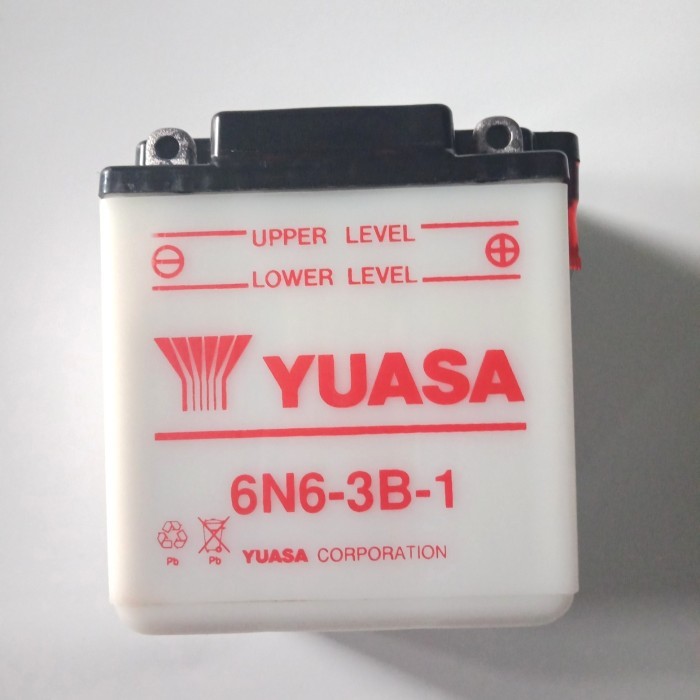 UPPER LEVEL
LOWER LEVEL
YUASA
6N6-3B-1
Pb Pb
YUASA CORPORATION